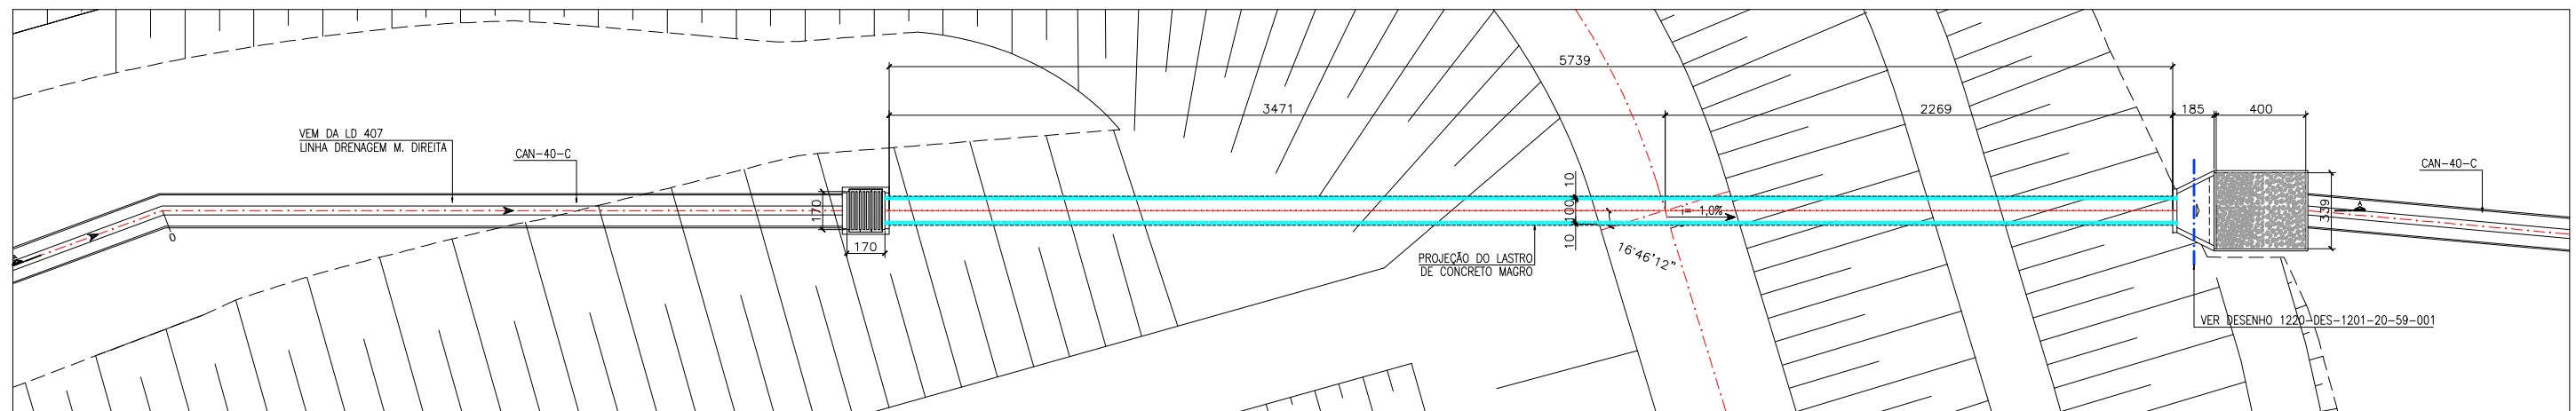 5739
3471
2269
185
400
VEM DA LD 407
LINHA DRENAGEM M. DIREITA
CAN-40-C
CAN-40-C
170
170
0
10
100
10
i= 1,0%
16°46'12"
PROJEÇÃO DO LASTRO
DE CONCRETO MAGRO
339
A
VER DESENHO 1220-DES-1201-20-59-001